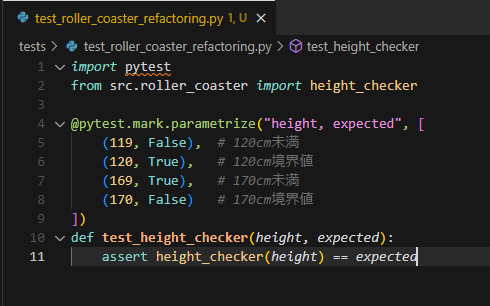 test_roller_coaster_refactoring.py 1, U ×
tests > test_roller_coaster_refactoring.py > test_height_checker
1 import pytest
2 from src.roller_coaster import height_checker
3
4 @pytest.mark.parametrize("height, expected", [
5 (119, False), # 120cm未満
6 (120, True), # 120cm境界値
7 (169, True), # 170cm未満
8 (170, False) # 170cm境界値
9 ])
10 def test_height_checker(height, expected):
11 assert height_checker(height) == expected